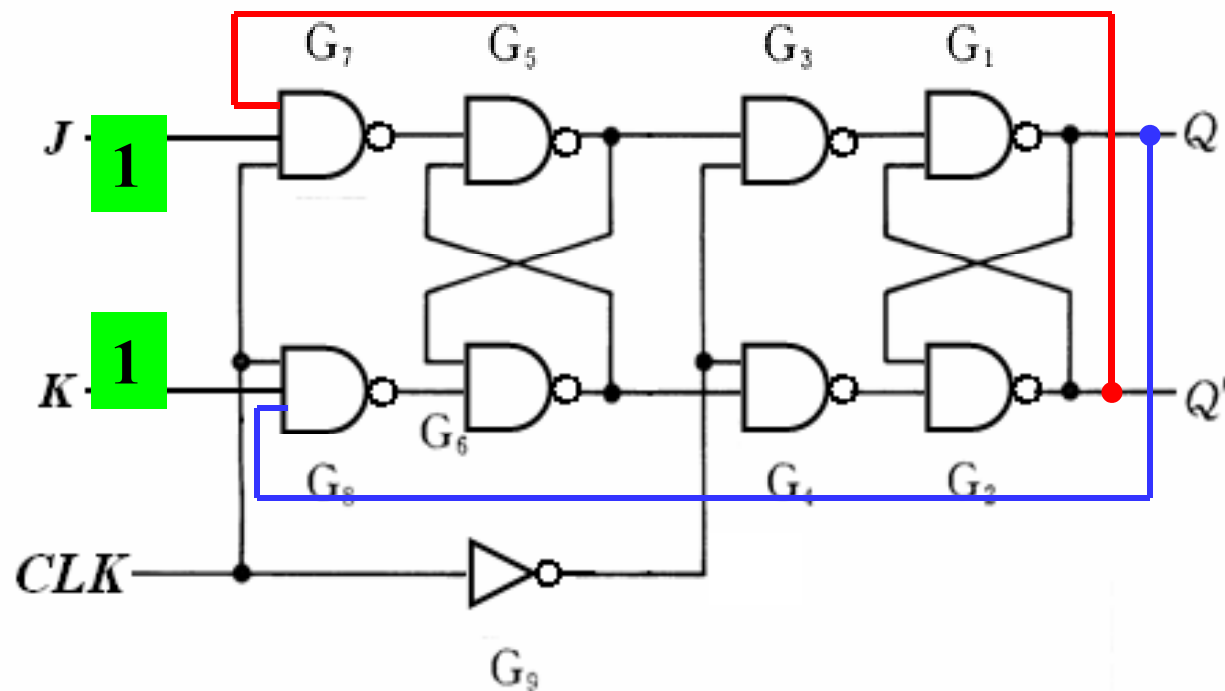 G₇ G₅ G₃ G₁
J 1 Q
K 1 Q'
G₆
G₈ G₄ G₂
CLK
G₉